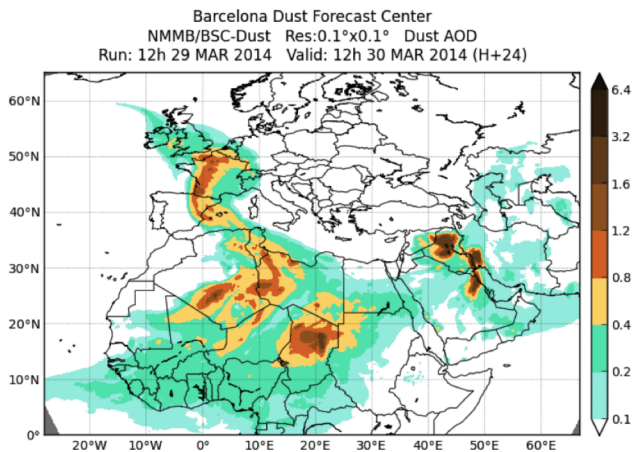 Barcelona Dust Forecast Center
NMMB/BSC-Dust   Res:0.1°x0.1°   Dust AOD
Run: 12h 29 MAR 2014   Valid: 12h 30 MAR 2014 (H+24)
60°N
50°N
40°N
30°N
20°N
10°N
0°
20°W
10°W
0°
10°E
20°E
30°E
40°E
50°E
60°E
6.4
3.2
1.6
1.2
0.8
0.4
0.2
0.1